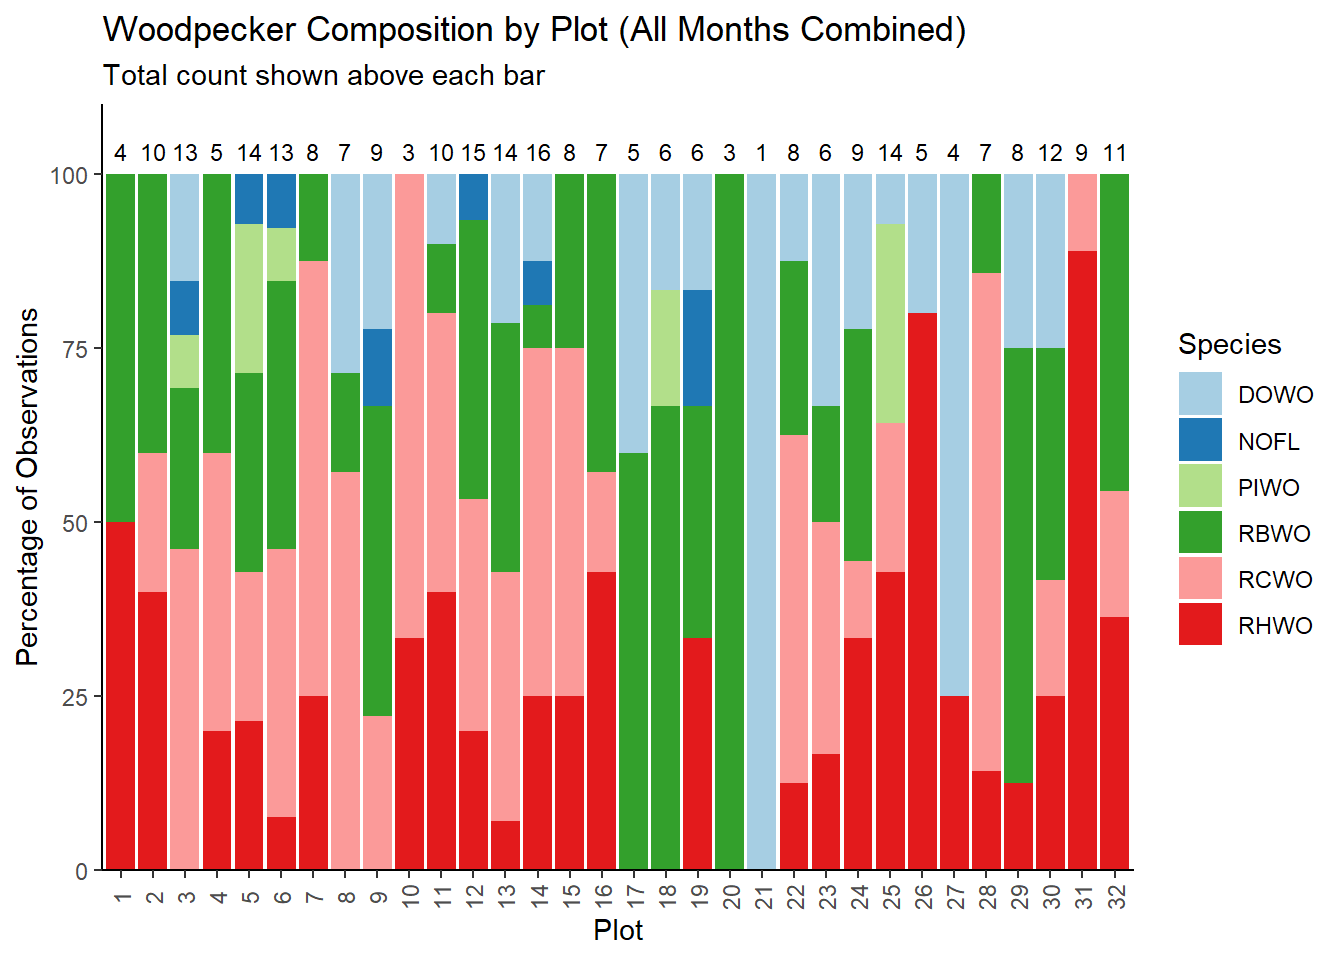 Woodpecker Composition by Plot (All Months Combined)
Total count shown above each bar
4 10 13 5 14 13 8 7 9 3 10 15 14 16 8 7 5 6 6 3 1 8 6 9 14 5 4 7 8 12 9 11
100
75
50
25
0
Percentage of Observations
1 2 3 4 5 6 7 8 9 10 11 12 13 14 15 16 17 18 19 20 21 22 23 24 25 26 27 28 29 30 31 32
Plot
Species
DOWO
NOFL
PIWO
RBWO
RCWO
RHWO